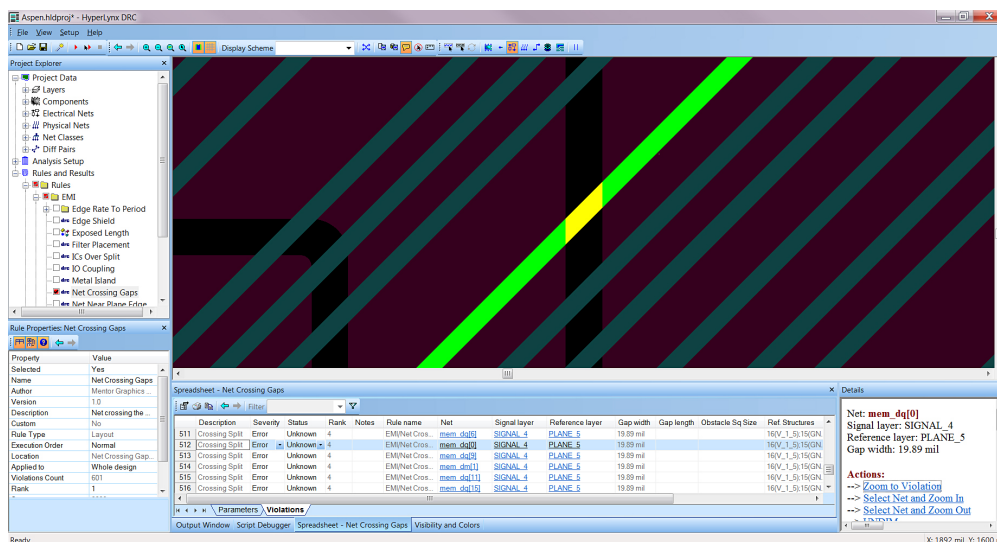 Aspen.hldproj* - HyperLynx DRC
File View Setup Help
Display Scheme
Project Explorer
Project Data
Layers
Components
Electrical Nets
Physical Nets
Net Classes
Diff Pairs
Analysis Setup
Rules and Results
Rules
EMI
Edge Rate To Period
Edge Shield
Exposed Length
Filter Placement
ICs Over Split
IO Coupling
Metal Island
Net Crossing Gaps
Net Near Plane Edge
Rule Properties: Net Crossing Gaps
Property Value
Selected Yes
Name Net Crossing Gaps
Author Mentor Graphics ...
Version 1.0
Description Net crossing the ...
Custom No
Rule Type Layout
Execution Order Normal
Location Net Crossing Gap...
Applied to Whole design
Violations Count 601
Rank 1
Spreadsheet - Net Crossing Gaps
Filter
Description Severity Status Rank Notes Rule name Net Signal layer Reference layer Gap width Gap length Obstacle Sq Size Ref. Stuctures
511 Crossing Split Error Unknown 4 EMI/Net Cros... mem_dq[6] SIGNAL_4 PLANE_5 19.89 mil 16(V_1_5);15(GN.
512 Crossing Split Error Unknown 4 EMI/Net Cros... mem_dq[0] SIGNAL_4 PLANE_5 19.89 mil 16(V_1_5);15(GN.
513 Crossing Split Error Unknown 4 EMI/Net Cros... mem_dq[9] SIGNAL_4 PLANE_5 19.89 mil 16(V_1_5);15(GN.
514 Crossing Split Error Unknown 4 EMI/Net Cros... mem_dm[1] SIGNAL_4 PLANE_5 19.89 mil 16(V_1_5);15(GN.
515 Crossing Split Error Unknown 4 EMI/Net Cros... mem_dq[11] SIGNAL_4 PLANE_5 19.89 mil 16(V_1_5);15(GN.
516 Crossing Split Error Unknown 4 EMI/Net Cros... mem_dq[15] SIGNAL_4 PLANE_5 19.89 mil 16(V_1_5);15(GN.
Parameters Violations
Output Window Script Debugger Spreadsheet - Net Crossing Gaps Visibility and Colors
Details
Net: mem_dq[0]
Signal layer: SIGNAL_4
Reference layer: PLANE_5
Gap width: 19.89 mil
Actions:
--> Zoom to Violation
--> Select Net and Zoom In
--> Select Net and Zoom Out
Ready
X: 1892 mil, Y: 1600